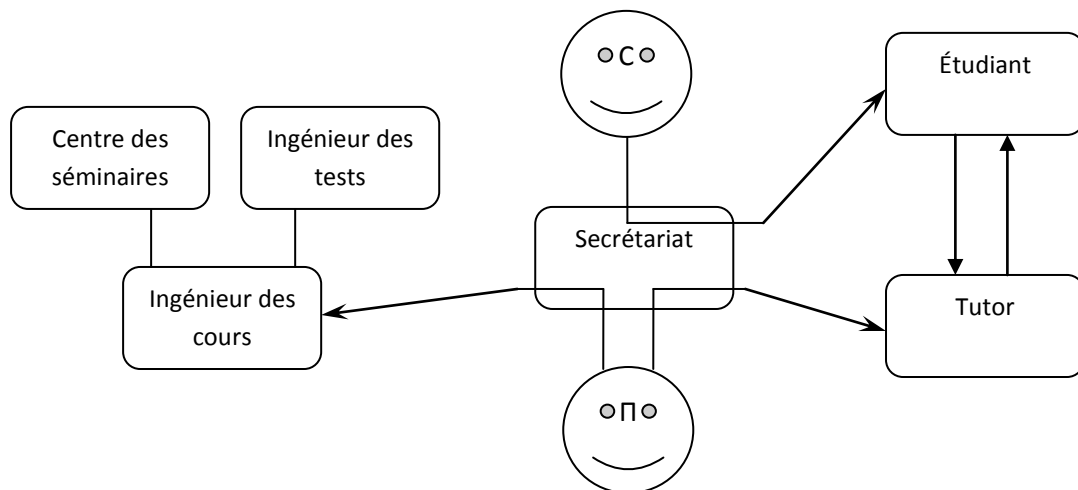 С
Étudiant
Centre des
séminaires
Ingénieur des
tests
Secrétariat
Ingénieur des
cours
Tutor
П